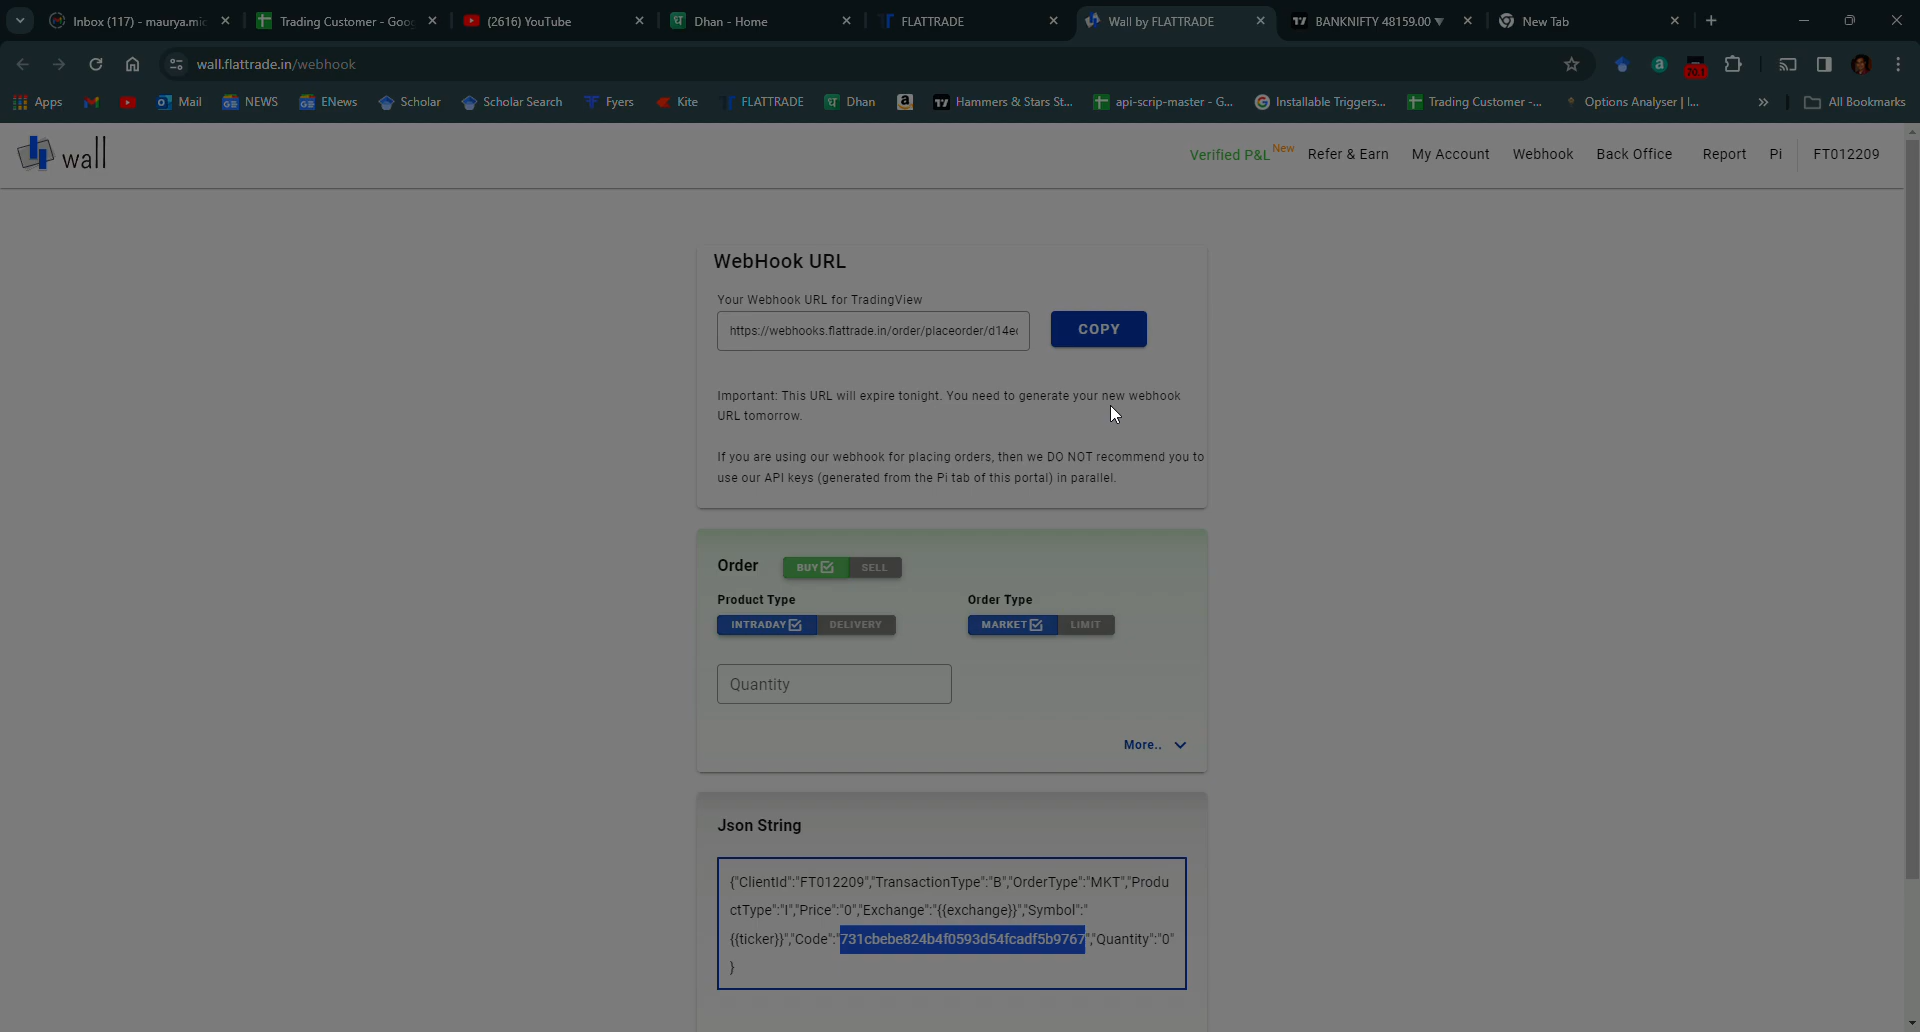 Inbox (117) - maurya.mic
Trading Customer - Goog
(2616) YouTube
Dhan - Home
FLATTRADE
Wall by FLATTRADE
BANKNIFTY 48159.00 ▼
New Tab
wall.flattrade.in/webhook
70.1
Apps
Mail
NEWS
ENews
Scholar
Scholar Search
Fyers
Kite
FLATTRADE
Dhan
Hammers & Stars St...
api-scrip-master - G...
Installable Triggers...
Trading Customer -...
Options Analyser | I...
»
All Bookmarks
wall
Verified P&L New
Refer & Earn
My Account
Webhook
Back Office
Report
Pi
FT012209
WebHook URL
Your Webhook URL for TradingView
https://webhooks.flattrade.in/order/placeorder/d14e
COPY
Important: This URL will expire tonight. You need to generate your new webhook
URL tomorrow.
If you are using our webhook for placing orders, then we DO NOT recommend you to
use our API keys (generated from the Pi tab of this portal) in parallel.
Order
BUY
SELL
Product Type
Order Type
INTRADAY
DELIVERY
MARKET
LIMIT
Quantity
More..
Json String
{"ClientId":"FT012209","TransactionType":"B","OrderType":"MKT","Produ
ctType":"I","Price":"0","Exchange":"{{exchange}}","Symbol":"
{{ticker}}","Code":"731cbebe824b4f0593d54fcadf5b9767","Quantity":"0"
}